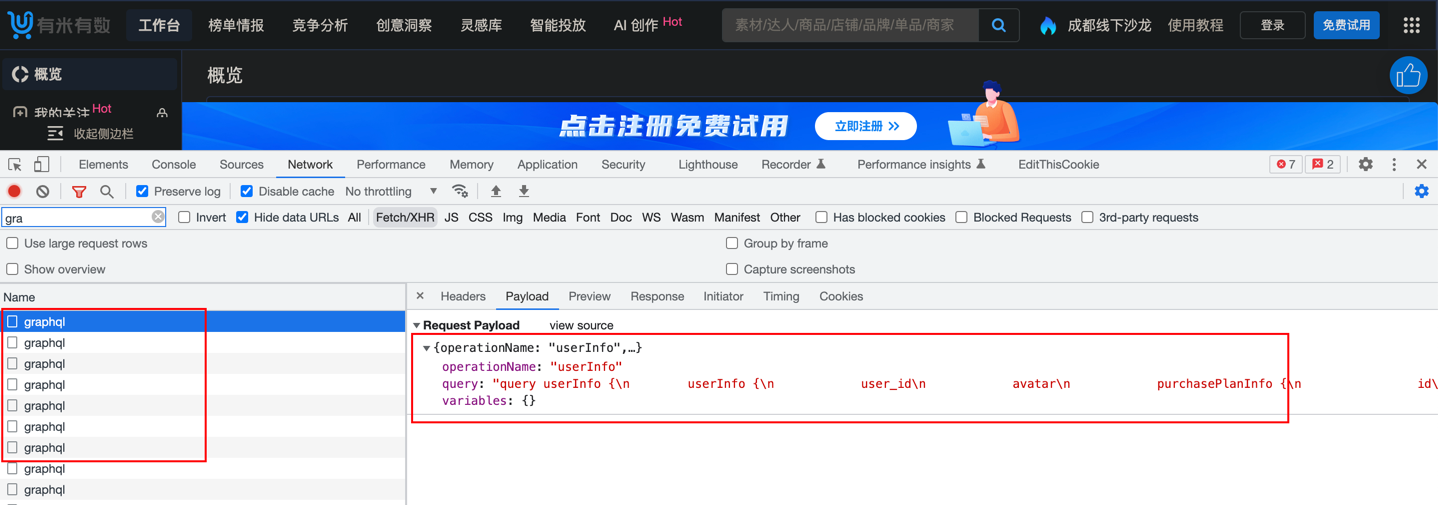 有米有数 工作台 榜单情报 竞争分析 创意洞察 灵感库 智能投放 AI 创作 Hot 素材/达人/商品/店铺/品牌/单品/商家 成都线下沙龙 使用教程 登录 免费试用
概览 概览
我的关注 Hot
收起侧边栏
点击注册免费试用 立即注册
Elements Console Sources Network Performance Memory Application Security Lighthouse Recorder Performance insights EditThisCookie 7 2
Preserve log Disable cache No throttling
gra Invert Hide data URLs All Fetch/XHR JS CSS Img Media Font Doc WS Wasm Manifest Other Has blocked cookies Blocked Requests 3rd-party requests
Use large request rows Group by frame
Show overview Capture screenshots
Name Headers Payload Preview Response Initiator Timing Cookies
graphql
graphql
graphql
graphql
graphql
graphql
graphql
graphql
graphql
Request Payload view source
{operationName: "userInfo",…}
operationName: "userInfo"
query: "query userInfo {\n userInfo {\n user_id\n avatar\n purchasePlanInfo {\n id\
variables: {}